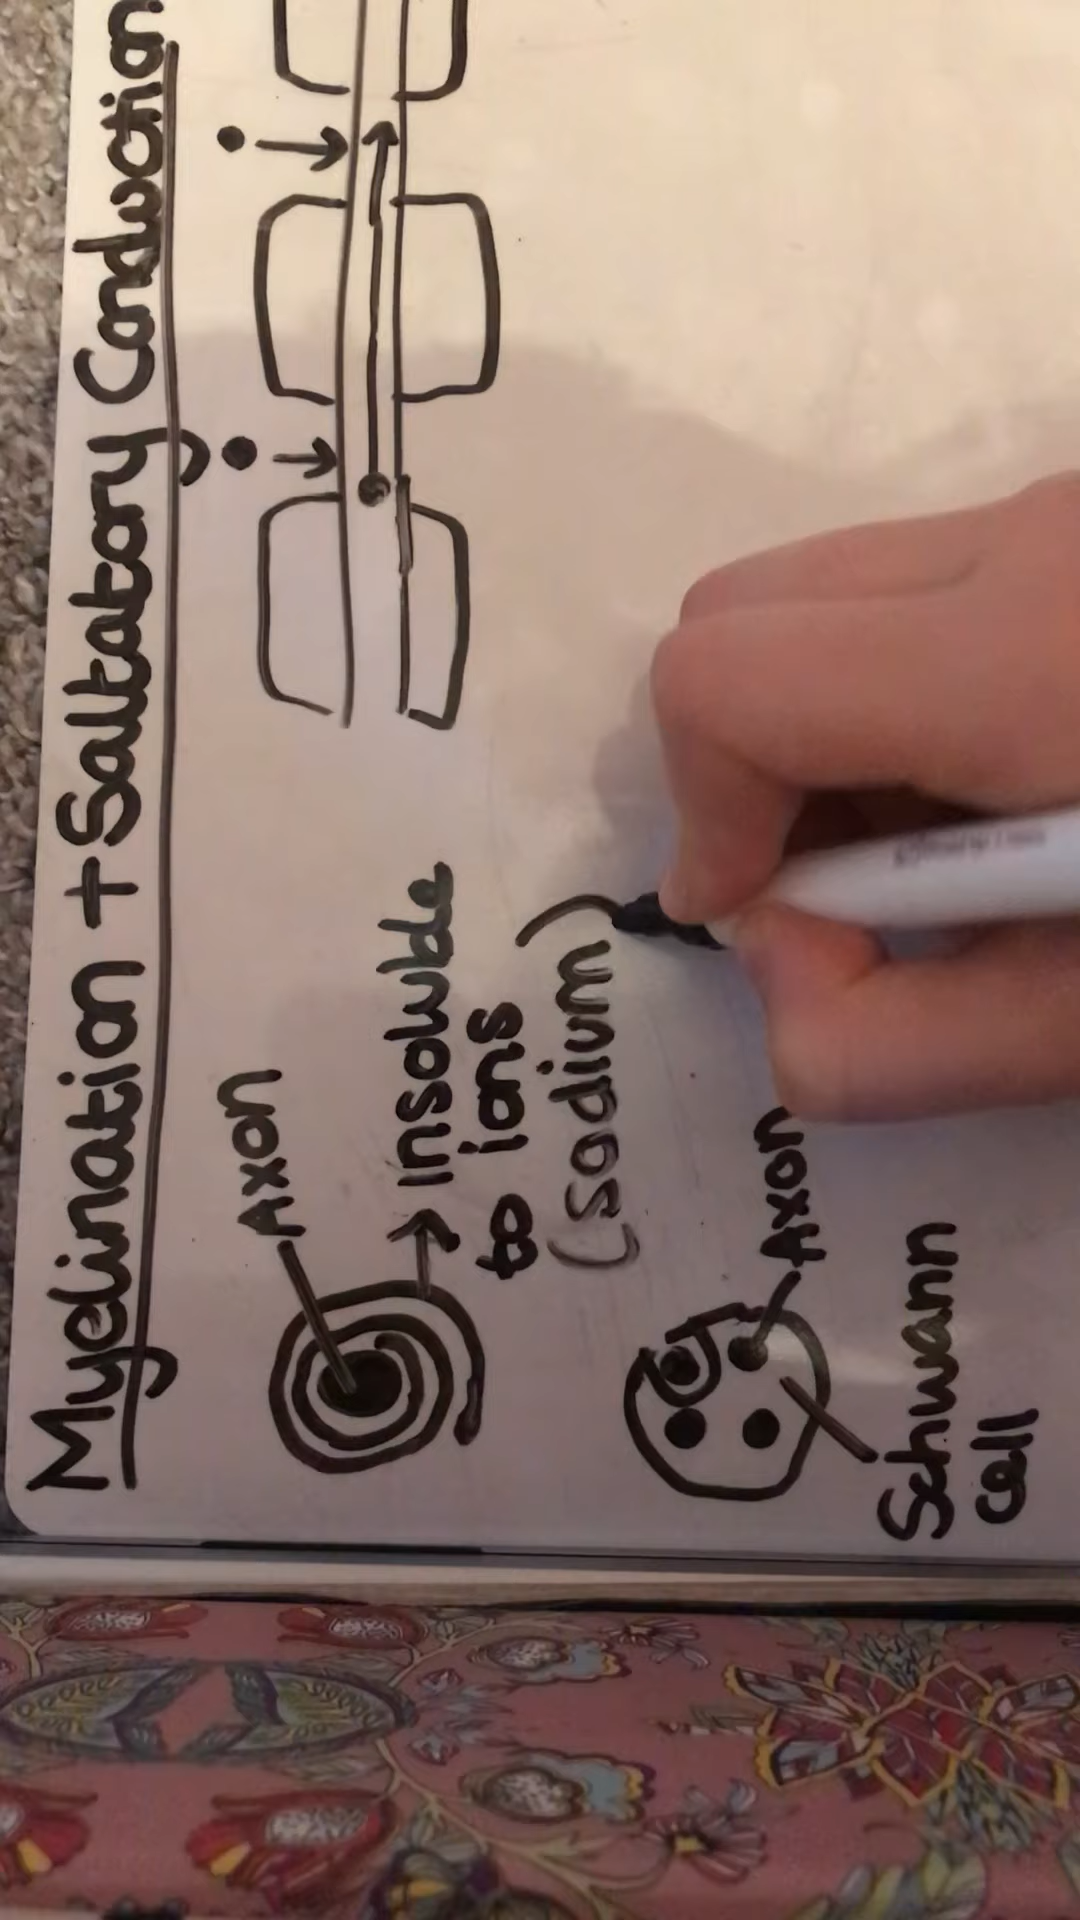 Myelination + Saltatory Conduction
Axon
→ insoluble
to ions
(sodium)
Axon
Schwann
cell